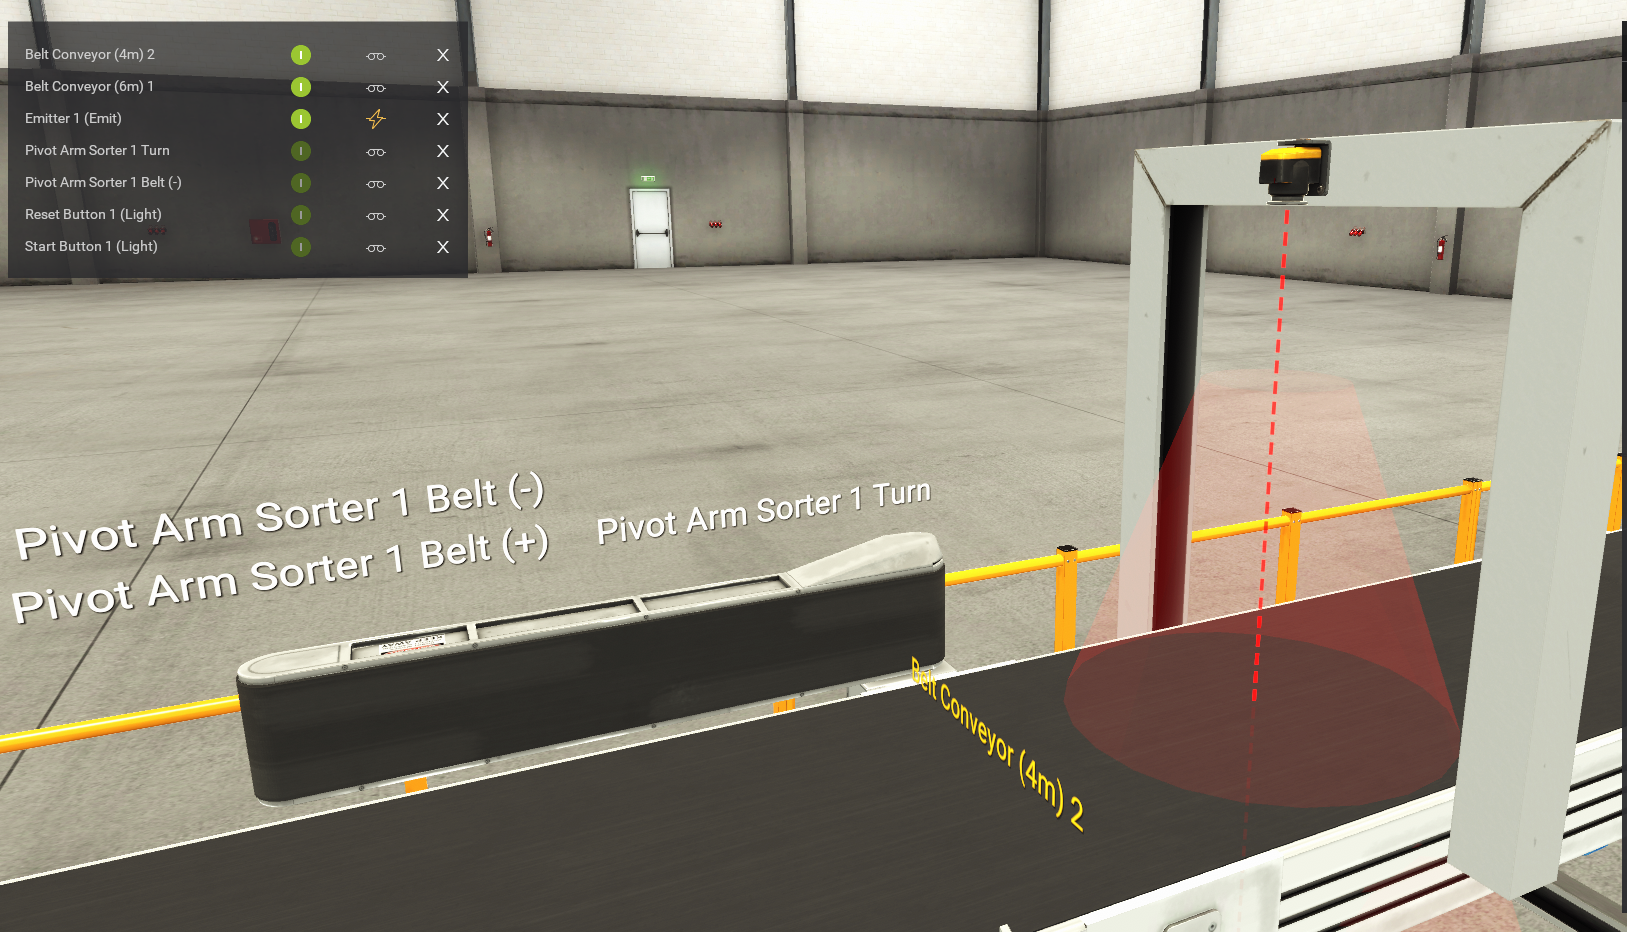 Belt Conveyor (4m) 2 X
Belt Conveyor (6m) 1 X
Emitter 1 (Emit) X
Pivot Arm Sorter 1 Turn X
Pivot Arm Sorter 1 Belt (-) X
Reset Button 1 (Light) X
Start Button 1 (Light) X
Pivot Arm Sorter 1 Belt (-)
Pivot Arm Sorter 1 Belt (+)
Pivot Arm Sorter 1 Turn
Belt Conveyor (4m) 2